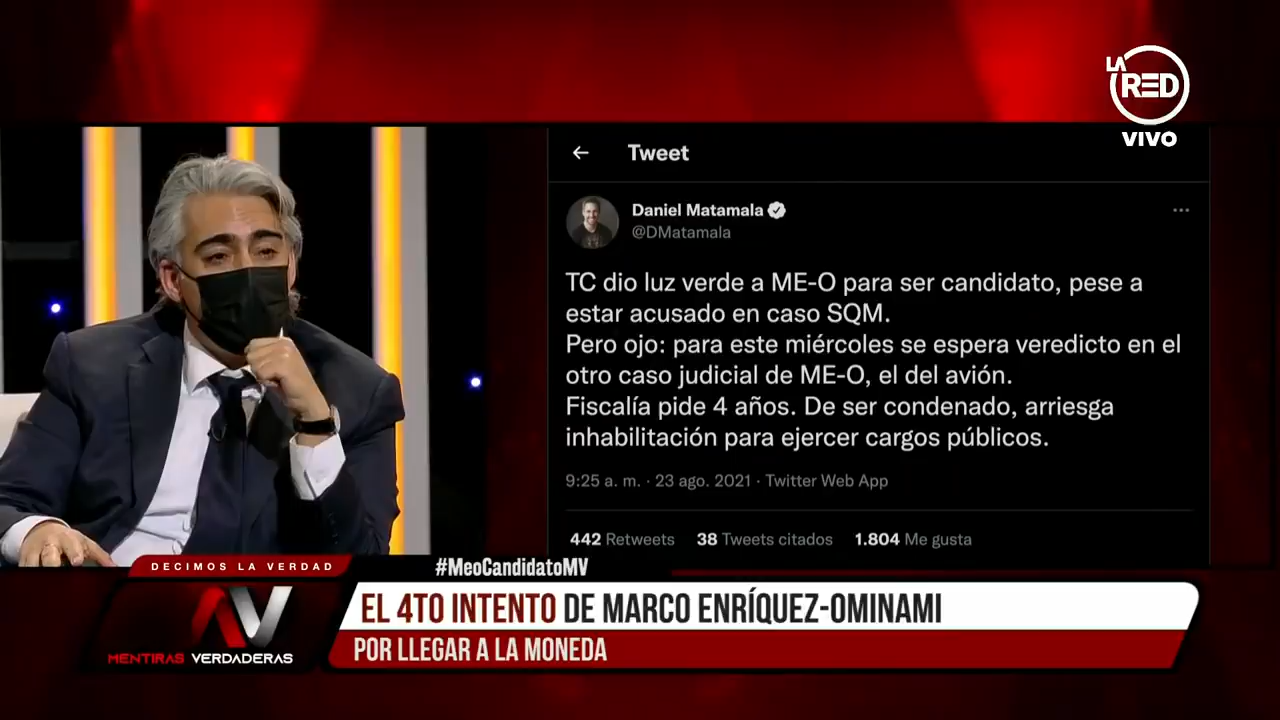 LA
RED
VIVO
Tweet
Daniel Matamala
@DMatamala
TC dio luz verde a ME-O para ser candidato, pese a
estar acusado en caso SQM.
Pero ojo: para este miércoles se espera veredicto en el
otro caso judicial de ME-O, el del avión.
Fiscalía pide 4 años. De ser condenado, arriesga
inhabilitación para ejercer cargos públicos.
9:25 a. m. · 23 ago. 2021 · Twitter Web App
442 Retweets 38 Tweets citados 1.804 Me gusta
DECIMOS LA VERDAD
#MeoCandidatoMV
MV
MENTIRAS VERDADERAS
EL 4TO INTENTO DE MARCO ENRÍQUEZ-OMINAMI
POR LLEGAR A LA MONEDA